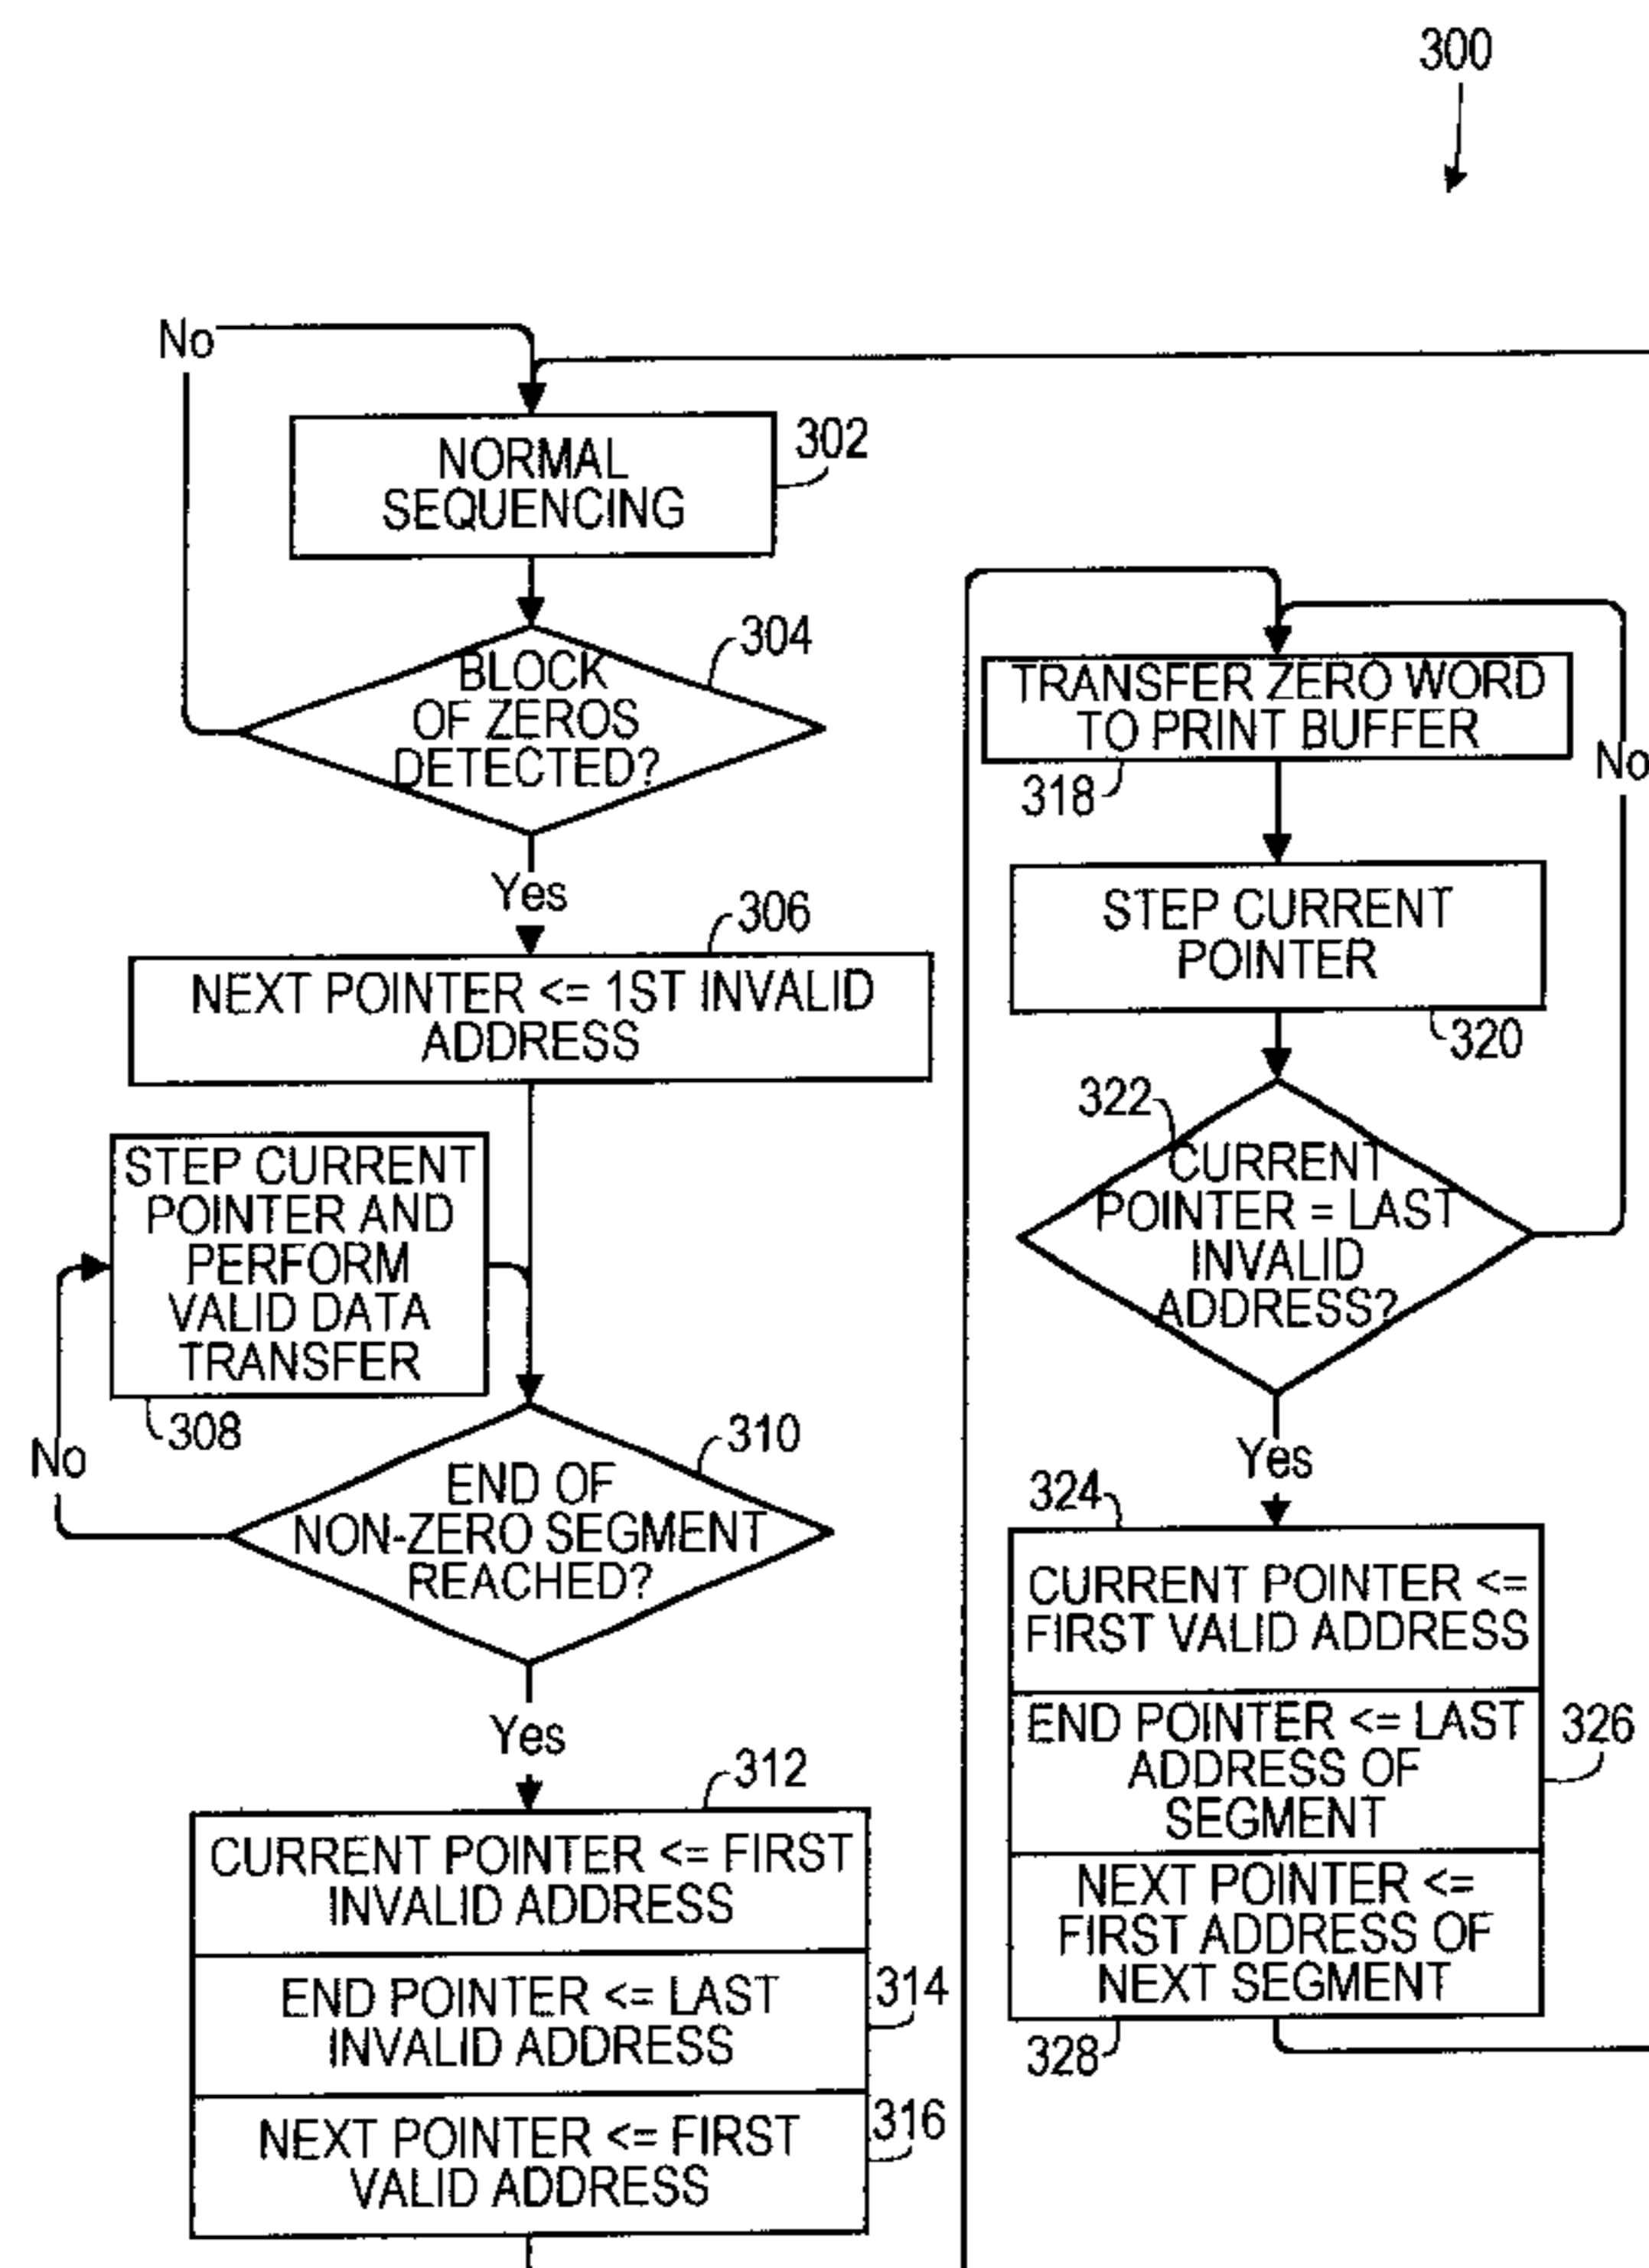 300
No
NORMAL
SEQUENCING
302
BLOCK
OF ZEROS
DETECTED?
304
Yes
306
NEXT POINTER <= 1ST INVALID
ADDRESS
STEP CURRENT
POINTER AND
PERFORM
VALID DATA
TRANSFER
308
No
310
END OF
NON-ZERO SEGMENT
REACHED?
Yes
312
CURRENT POINTER <= FIRST
INVALID ADDRESS
END POINTER <= LAST
INVALID ADDRESS
314
NEXT POINTER <= FIRST
VALID ADDRESS
316
TRANSFER ZERO WORD
TO PRINT BUFFER
318
No
STEP CURRENT
POINTER
320
322
CURRENT
POINTER = LAST
INVALID
ADDRESS?
Yes
324
CURRENT POINTER <=
FIRST VALID ADDRESS
END POINTER <= LAST
ADDRESS OF
SEGMENT
326
NEXT POINTER <=
FIRST ADDRESS OF
NEXT SEGMENT
328